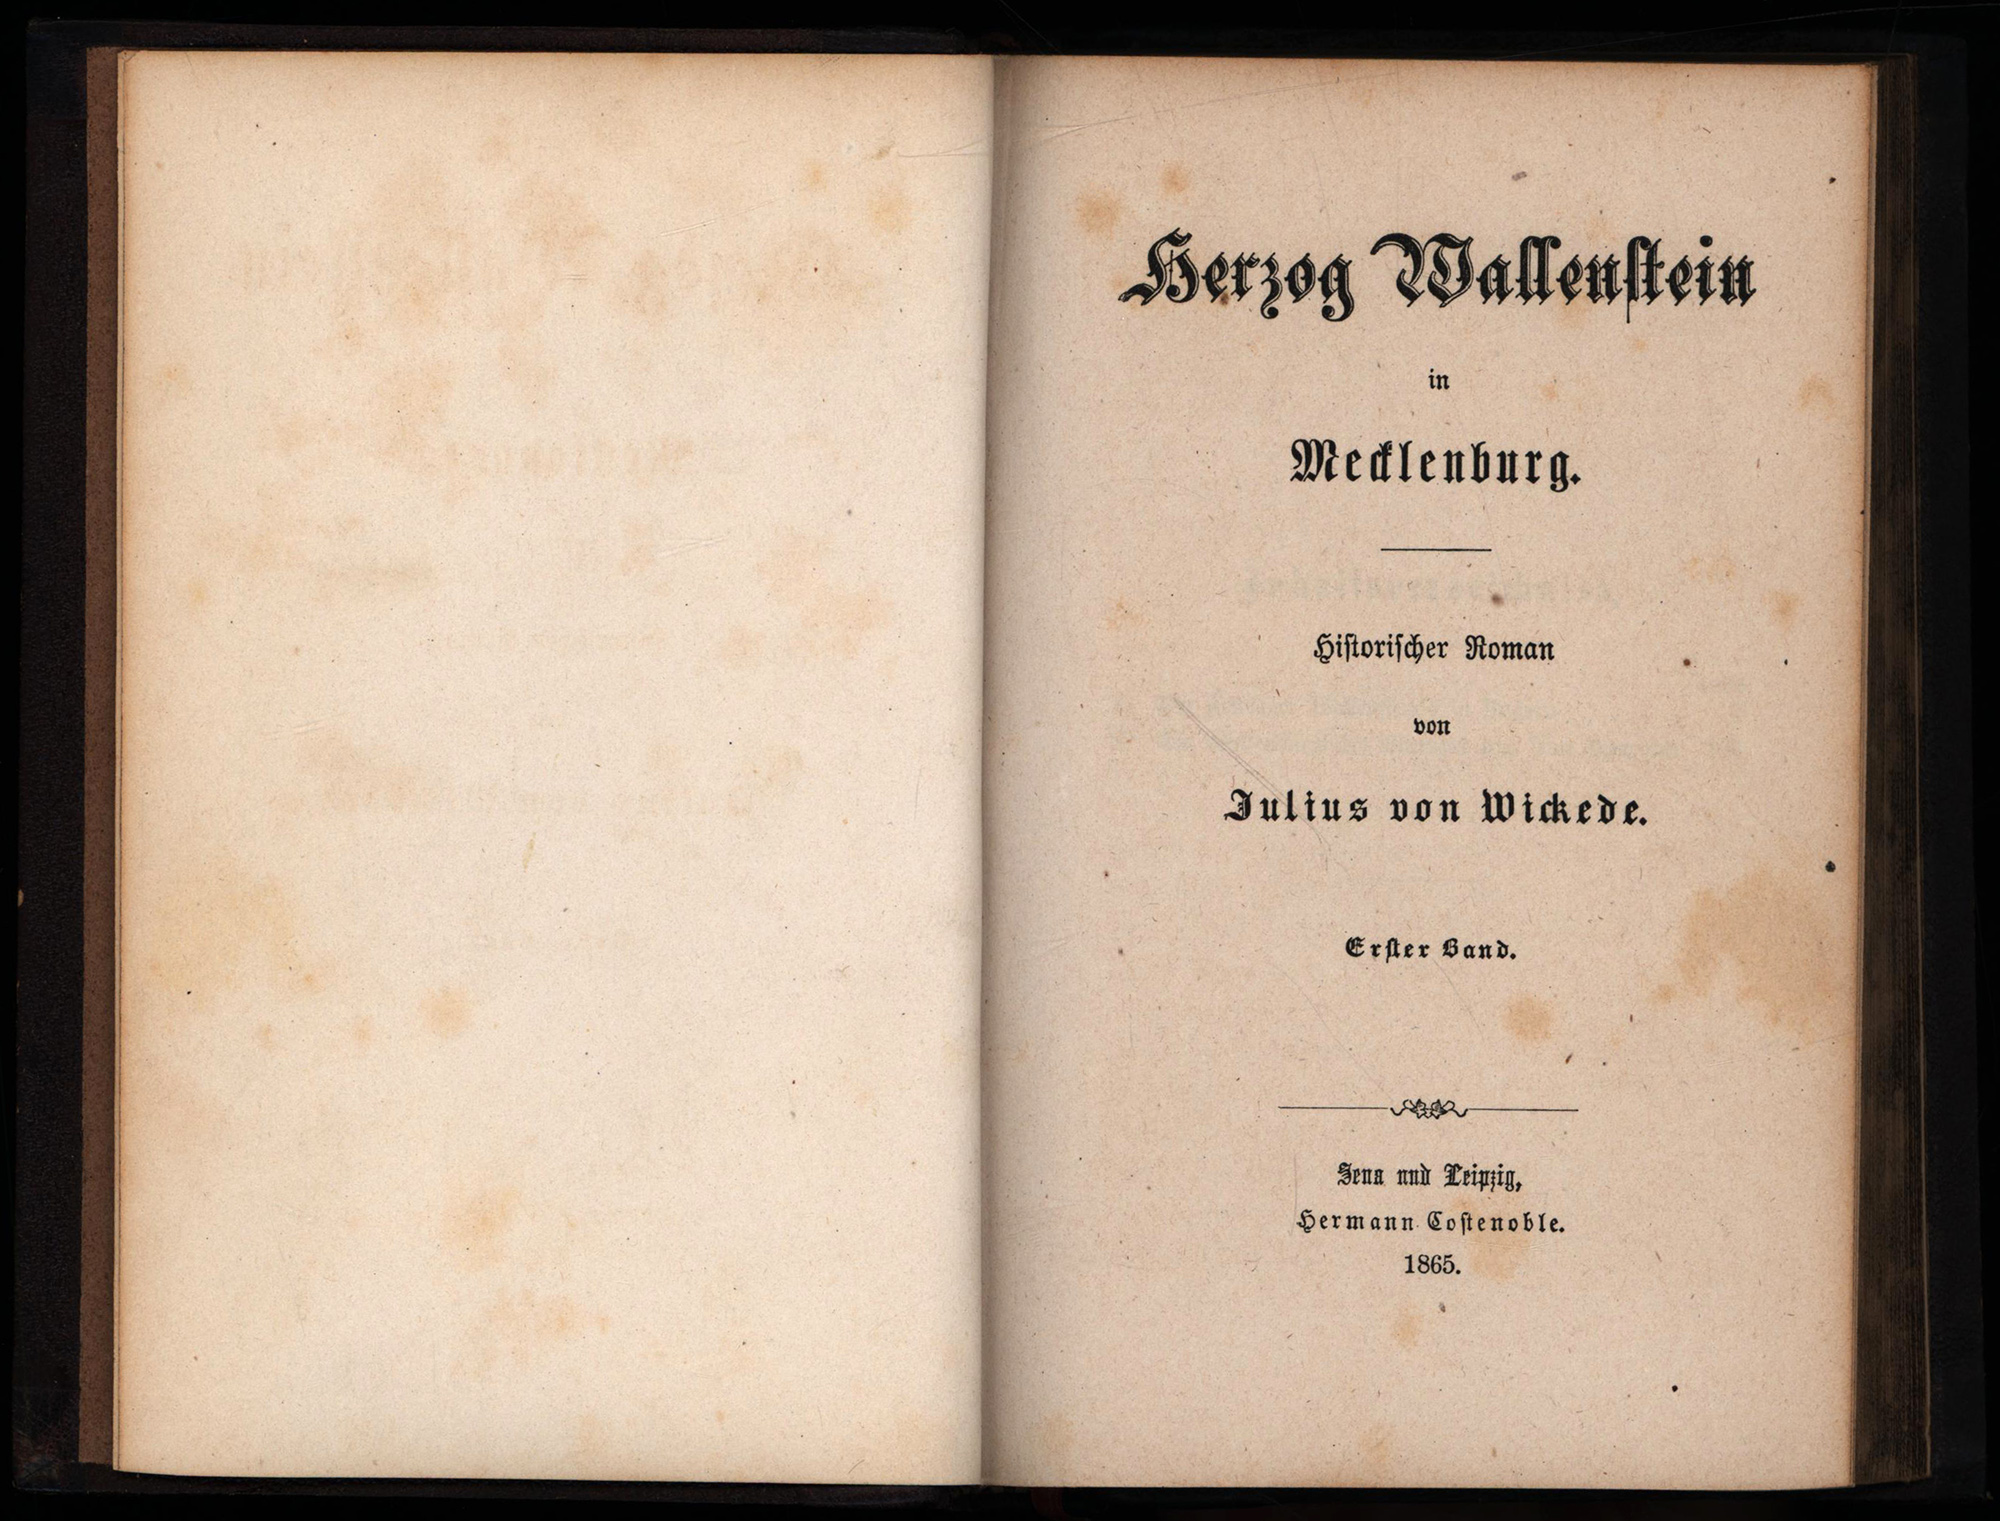 Herzog Wallenstein
in
Mecklenburg.
Historischer Roman
von
Julius von Wickede.
Erster Band.
Jena und Leipzig,
Hermann Costenoble.
1865.